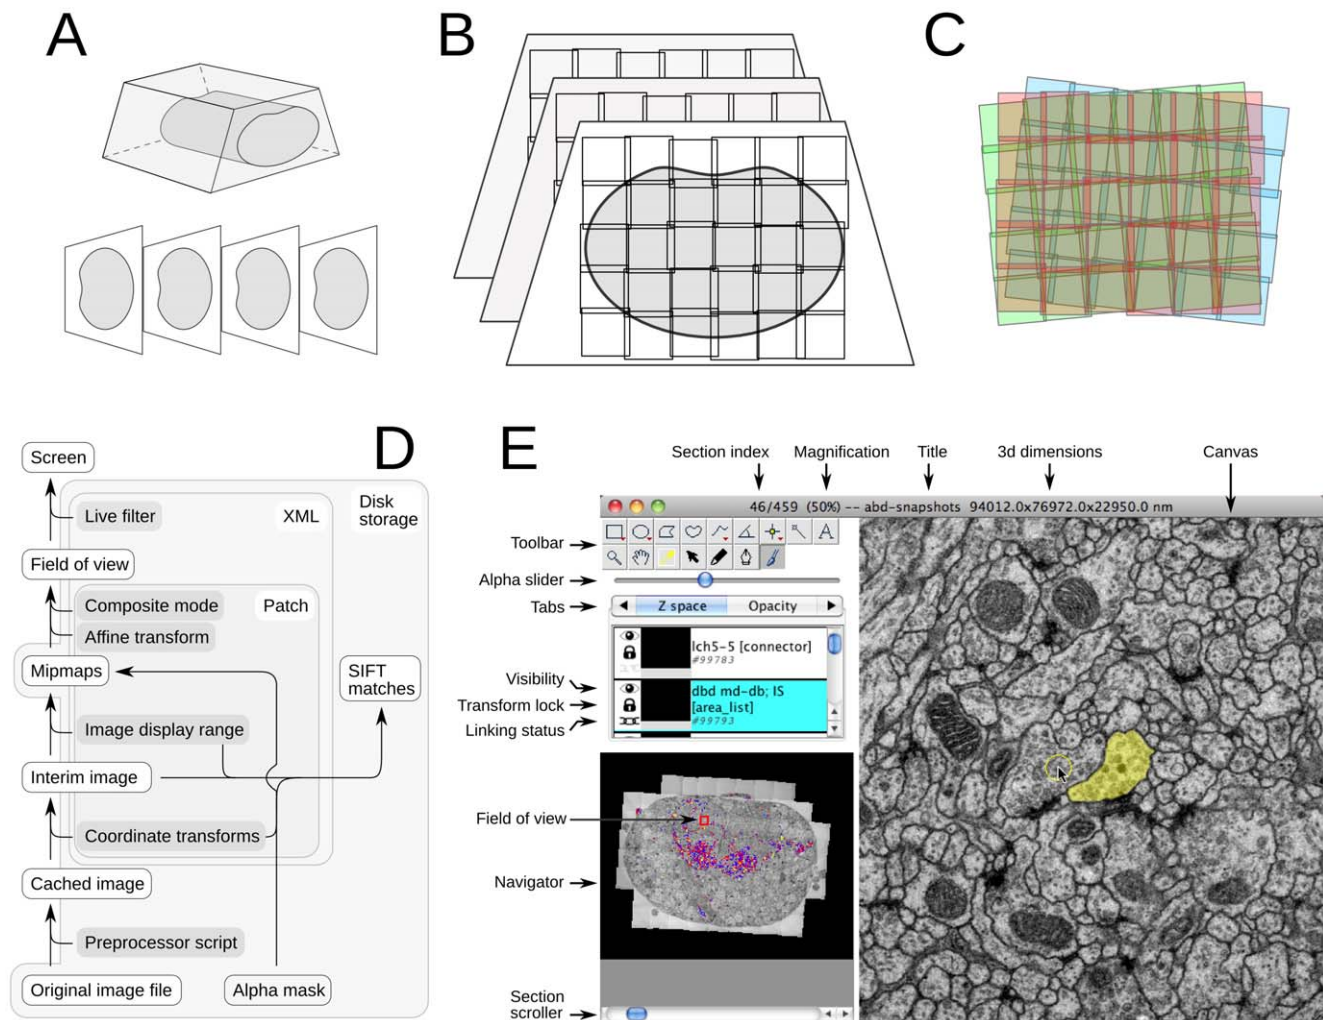 A
B
C
D
Screen
Live filter
XML
Disk
storage
Field of view
Composite mode
Patch
Affine transform
Mipmaps
SIFT
matches
Image display range
Interim image
Coordinate transforms
Cached image
Preprocessor script
Original image file
Alpha mask
E
Section index
Magnification
Title
3d dimensions
Canvas
46/459 (50%) -- abd-snapshots 94012.0x76972.0x22950.0 nm
Toolbar
A
Alpha slider
Tabs
Z space
Opacity
lch5-5 [connector]
#99783
Visibility
Transform lock
Linking status
dbd md-db; IS
[area_list]
#99793
Field of view
Navigator
Section
scroller